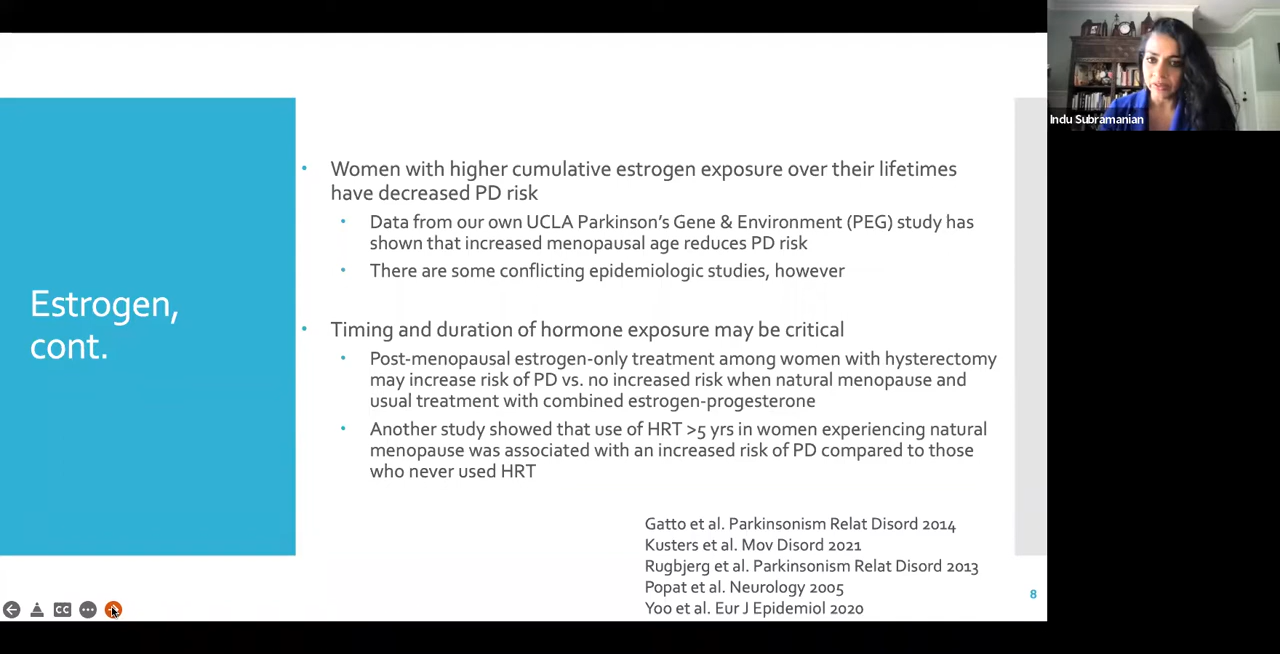 Indu Subramanian
Estrogen,
cont.
• Women with higher cumulative estrogen exposure over their lifetimes
have decreased PD risk
• Data from our own UCLA Parkinson's Gene & Environment (PEG) study has
shown that increased menopausal age reduces PD risk
• There are some conflicting epidemiologic studies, however
• Timing and duration of hormone exposure may be critical
• Post-menopausal estrogen-only treatment among women with hysterectomy
may increase risk of PD vs. no increased risk when natural menopause and
usual treatment with combined estrogen-progesterone
• Another study showed that use of HRT >5 yrs in women experiencing natural
menopause was associated with an increased risk of PD compared to those
who never used HRT
Gatto et al. Parkinsonism Relat Disord 2014
Kusters et al. Mov Disord 2021
Rugbjerg et al. Parkinsonism Relat Disord 2013
Popat et al. Neurology 2005
Yoo et al. Eur J Epidemiol 2020
8
CC